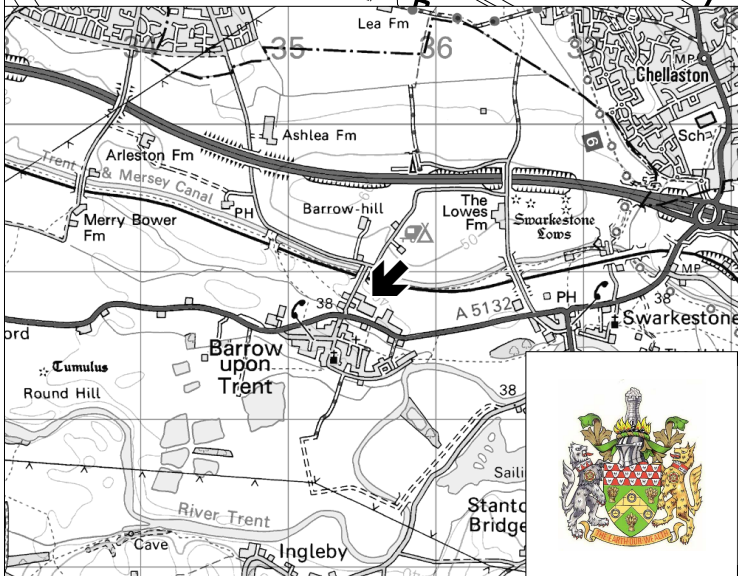 Lea Fm
34
35
36
MP
Chellaston
Ashlea Fm
Sch
Arleston Fm
6
Trent & Mersey Canal
PH
Barrow-hill
The
Lowes
Fm
Swarkestone
Lows
Merry Bower
Fm
50
MP
38
38
A 5132
PH
Swarkestone
ord
Barrow
upon
Trent
Tumulus
Round Hill
38
Saili
Stanto
Bridge
River Trent
Cave
Ingleby